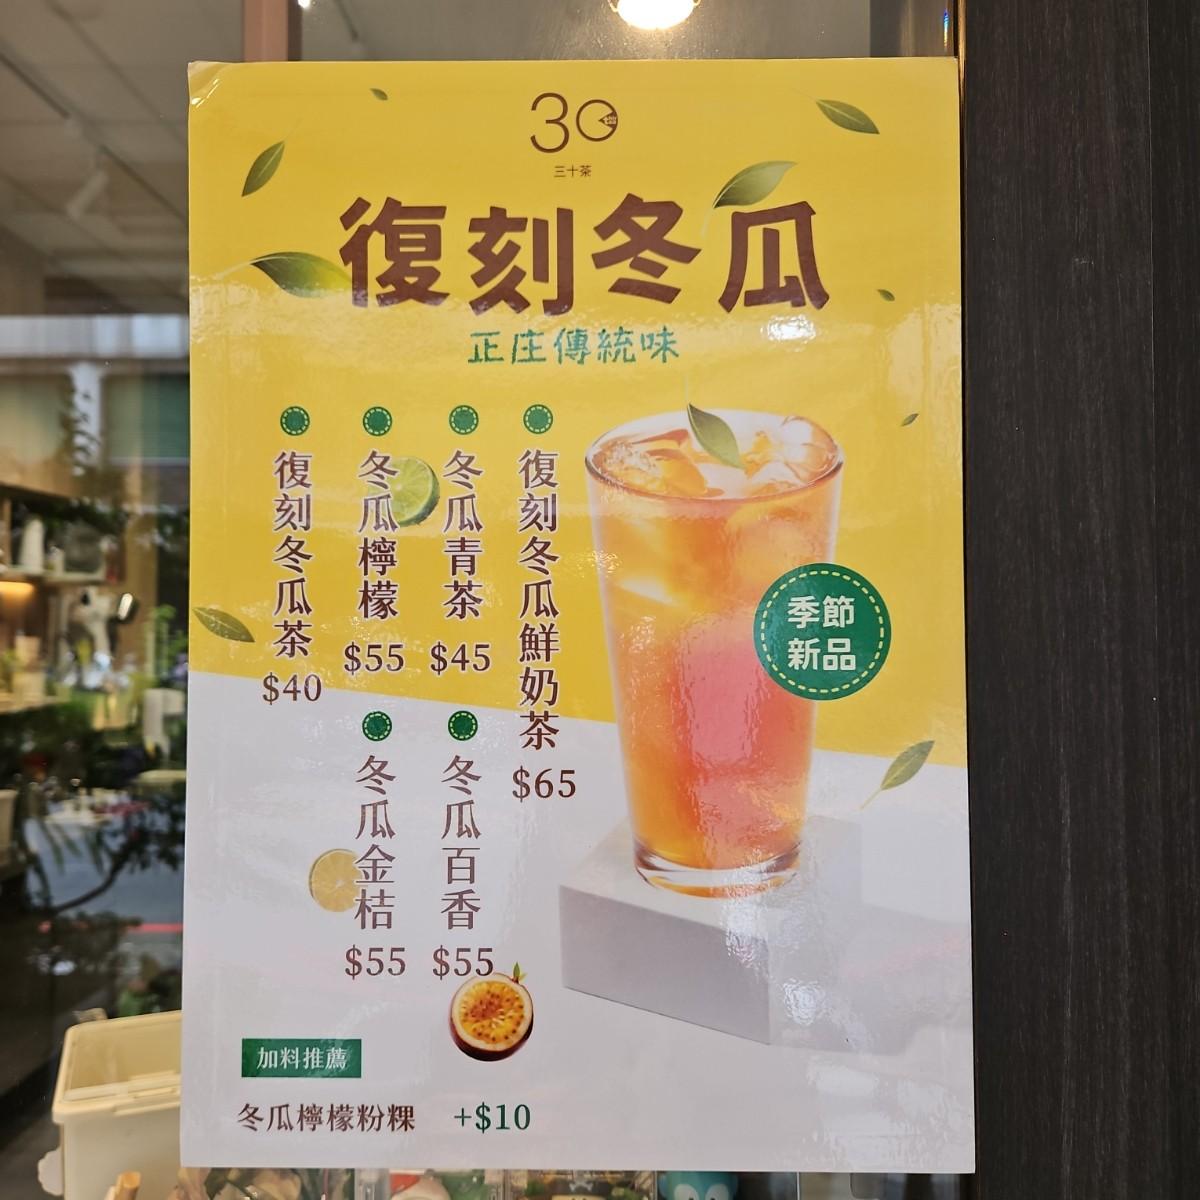 30
三十茶
復刻冬瓜
正庄傳統味
復刻冬瓜鮮奶茶
$65
冬瓜青茶
$45
冬瓜百香
$55
冬瓜檸檬
$55
冬瓜金桔
$55
復刻冬瓜茶
$40
季節
新品
加料推薦
冬瓜檸檬粉粿 +$10